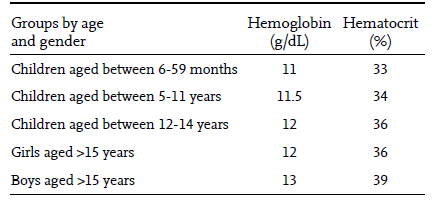 Groups by age Hemoglobin Hematocrit
and gender (g/dL) (%)
Children aged between 6-59 months 11 33
Children aged between 5-11 years 11.5 34
Children aged between 12-14 years 12 36
Girls aged >15 years 12 36
Boys aged >15 years 13 39